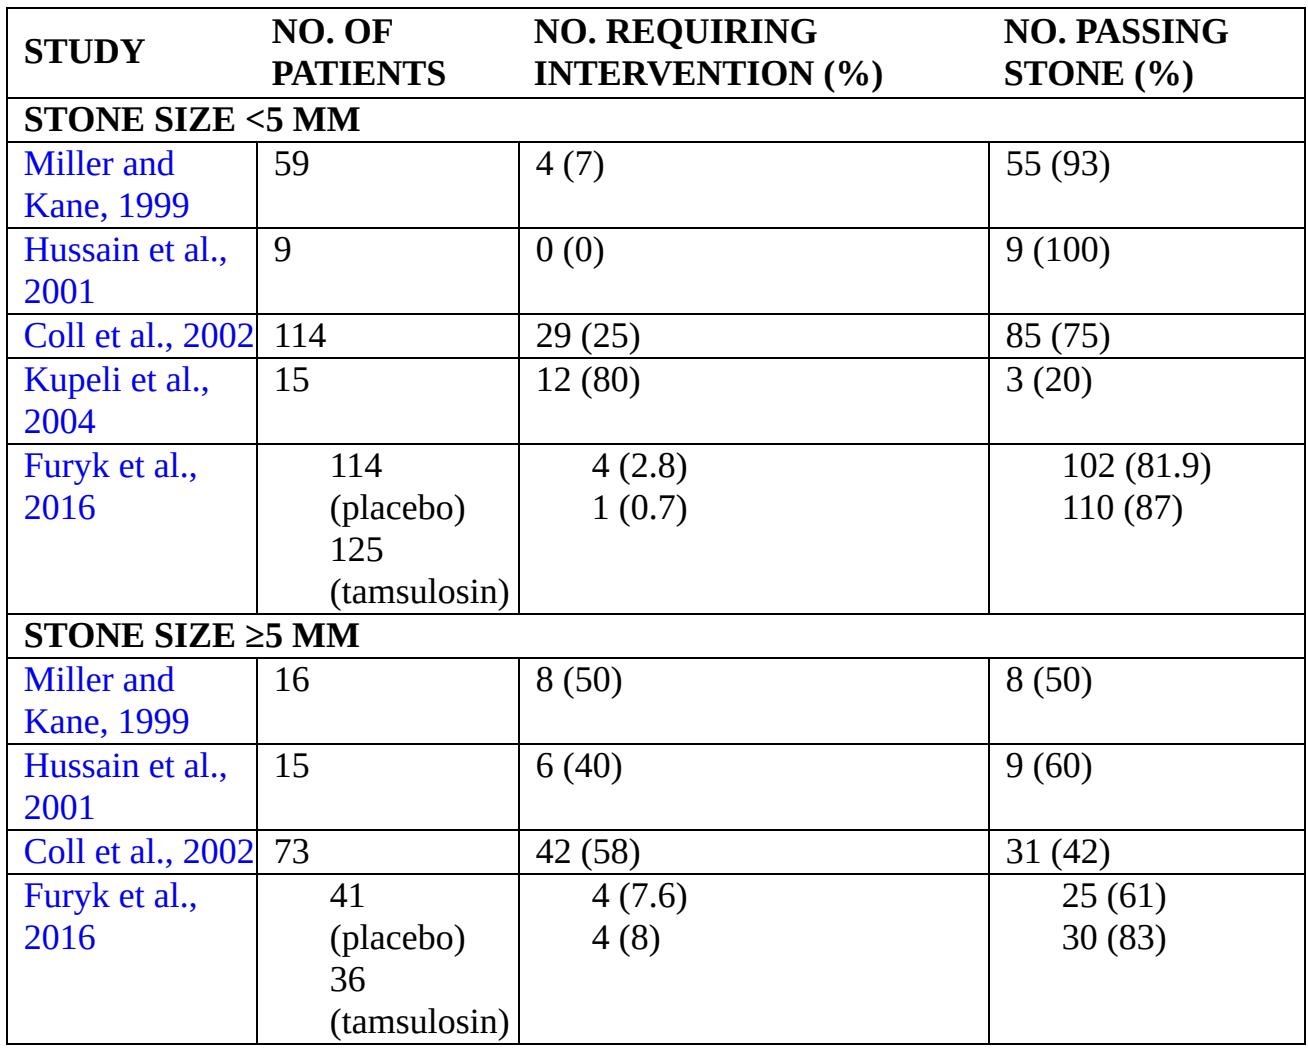 STUDY
NO. OF
PATIENTS
NO. REQUIRING
INTERVENTION (%)
NO. PASSING
STONE (%)
STONE SIZE <5 MM
Miller and
Kane, 1999
59
4 (7)
55 (93)
Hussain et al.,
2001
9
0 (0)
9 (100)
Coll et al., 2002
114
29 (25)
85 (75)
Kupeli et al.,
2004
15
12 (80)
3 (20)
Furyk et al.,
2016
114
(placebo)
125
(tamsulosin)
4 (2.8)
1 (0.7)
102 (81.9)
110 (87)
STONE SIZE ≥5 MM
Miller and
Kane, 1999
16
8 (50)
8 (50)
Hussain et al.,
2001
15
6 (40)
9 (60)
Coll et al., 2002
73
42 (58)
31 (42)
Furyk et al.,
2016
41
(placebo)
36
(tamsulosin)
4 (7.6)
4 (8)
25 (61)
30 (83)